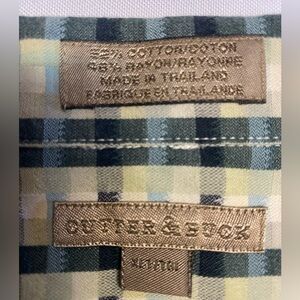 55% COTTON/COTON
45% RAYON/RAYONNE
MADE IN THAILAND
FABRIQUE EN THAILANDE
CUTTER & BUCK